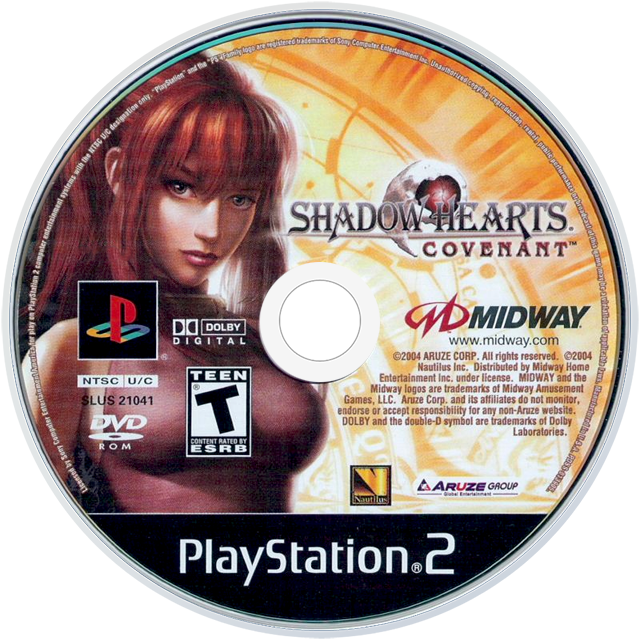 SHADOW HEARTS.
COVENANT™
MIDWAY
www.midway.com
©2004 ARUZE CORP. All rights reserved. ©2004
Nautilus Inc. Distributed by Midway Home
Entertainment Inc. under license. MIDWAY and the
Midway logos are trademarks of Midway Amusement
Games, LLC. Aruze Corp. and its affiliates do not monitor,
endorse or accept responsibility for any non-Aruze website.
DOLBY and the double-D symbol are trademarks of Dolby
Laboratories.
®
DOLBY
DIGITAL
NTSC U/C
SLUS 21041
DVD
ROM
TEEN
T
CONTENT RATED BY
ESRB
Nautilus
ARUZE GROUP
Global Entertainment
PlayStation®2